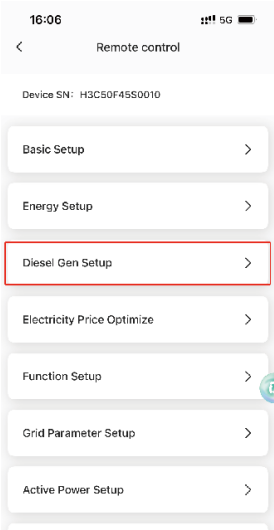 16:06 5G
Remote control
Device SN: H3C50F45S0010
Basic Setup
Energy Setup
Diesel Gen Setup
Electricity Price Optimize
Function Setup
Grid Parameter Setup
Active Power Setup